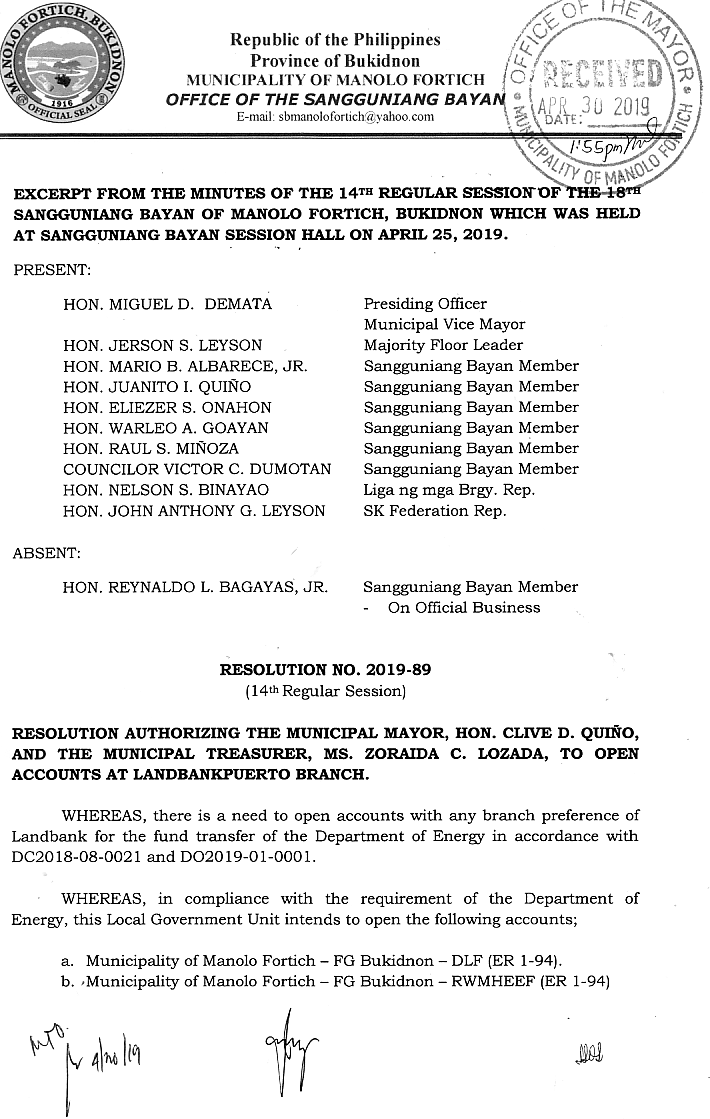 MANOLO FORTICH, BUKIDNON
1916
OFFICIAL SEAL
Republic of the Philippines
Province of Bukidnon
MUNICIPALITY OF MANOLO FORTICH
OFFICE OF THE SANGGUNIANG BAYAN
E-mail: sbmanolofortich@yahoo.com
OFFICE OF THE MAYOR
RECEIVED
APR 30 2019
DATE:
1:55pm
MUNICIPALITY OF MANOLO FORTICH
EXCERPT FROM THE MINUTES OF THE 14TH REGULAR SESSION OF THE 18TH
SANGGUNIANG BAYAN OF MANOLO FORTICH, BUKIDNON WHICH WAS HELD
AT SANGGUNIANG BAYAN SESSION HALL ON APRIL 25, 2019.
PRESENT:
HON. MIGUEL D. DEMATA Presiding Officer
Municipal Vice Mayor
HON. JERSON S. LEYSON Majority Floor Leader
HON. MARIO B. ALBARECE, JR. Sangguniang Bayan Member
HON. JUANITO I. QUIÑO Sangguniang Bayan Member
HON. ELIEZER S. ONAHON Sangguniang Bayan Member
HON. WARLEO A. GOAYAN Sangguniang Bayan Member
HON. RAUL S. MIÑOZA Sangguniang Bayan Member
COUNCILOR VICTOR C. DUMOTAN Sangguniang Bayan Member
HON. NELSON S. BINAYAO Liga ng mga Brgy. Rep.
HON. JOHN ANTHONY G. LEYSON SK Federation Rep.
ABSENT:
HON. REYNALDO L. BAGAYAS, JR. Sangguniang Bayan Member
- On Official Business
RESOLUTION NO. 2019-89
(14th Regular Session)
RESOLUTION AUTHORIZING THE MUNICIPAL MAYOR, HON. CLIVE D. QUIÑO,
AND THE MUNICIPAL TREASURER, MS. ZORAIDA C. LOZADA, TO OPEN
ACCOUNTS AT LANDBANKPUERTO BRANCH.
WHEREAS, there is a need to open accounts with any branch preference of
Landbank for the fund transfer of the Department of Energy in accordance with
DC2018-08-0021 and DO2019-01-0001.
WHEREAS, in compliance with the requirement of the Department of
Energy, this Local Government Unit intends to open the following accounts;
a. Municipality of Manolo Fortich – FG Bukidnon – DLF (ER 1-94).
b. Municipality of Manolo Fortich – FG Bukidnon – RWMHEEF (ER 1-94)
MTO